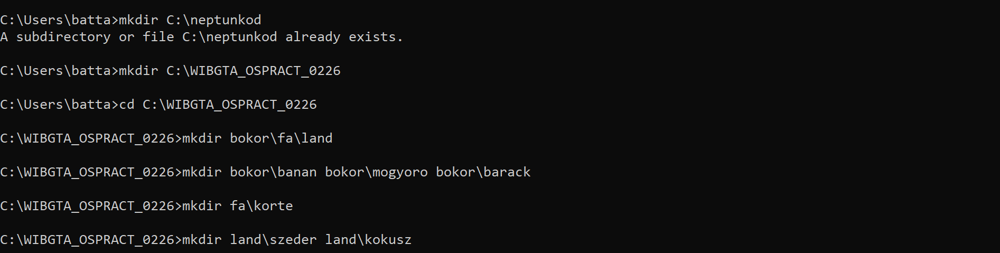 C:\Users\batta>mkdir C:\neptunkod
A subdirectory or file C:\neptunkod already exists.
C:\Users\batta>mkdir C:\WIBGTA_OSPRACT_0226
C:\Users\batta>cd C:\WIBGTA_OSPRACT_0226
C:\WIBGTA_OSPRACT_0226>mkdir bokor\fa\land
C:\WIBGTA_OSPRACT_0226>mkdir bokor\banan bokor\mogyoro bokor\barack
C:\WIBGTA_OSPRACT_0226>mkdir fa\korte
C:\WIBGTA_OSPRACT_0226>mkdir land\szeder land\kokusz